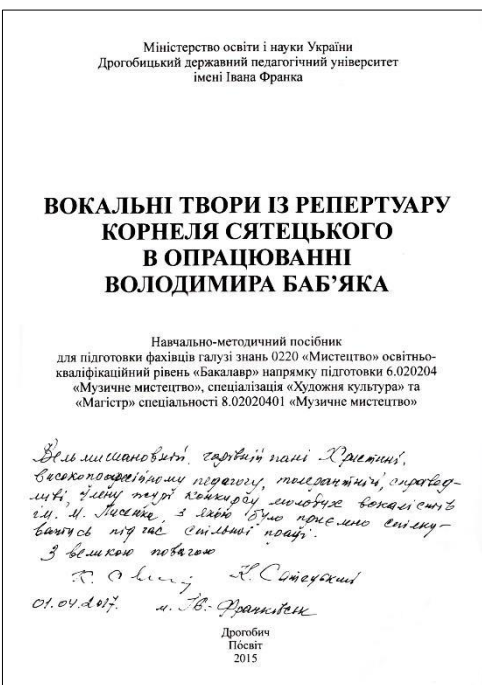 Міністерство освіти і науки України
Дрогобицький державний педагогічний університет
імені Івана Франка
ВОКАЛЬНІ ТВОРИ ІЗ РЕПЕРТУАРУ
КОРНЕЛЯ СЯТЕЦЬКОГО
В ОПРАЦЮВАННІ
ВОЛОДИМИРА БАБ’ЯКА
Навчально-методичний посібник
для підготовки фахівців галузі знань 0220 «Мистецтво» освітньо-
кваліфікаційний рівень «Бакалавр» напрямку підготовки 6.020204
«Музичне мистецтво», спеціалізація «Художня культура» та
«Магістр» спеціальності 8.02020401 «Музичне мистецтво»
Вельмишановній, чарівній пані Христині,
високопрофесійному педагогу, толерантній, справед-
ливій, члену журі конкурсу молодих вокалістів
ім. М. Лисенка, з якою було приємно спілку-
ватись під час спільної праці.
З великою повагою
К. Сятецький
01.04.2017. м. Ів.-Франківськ
Дрогобич
Пóсвіт
2015